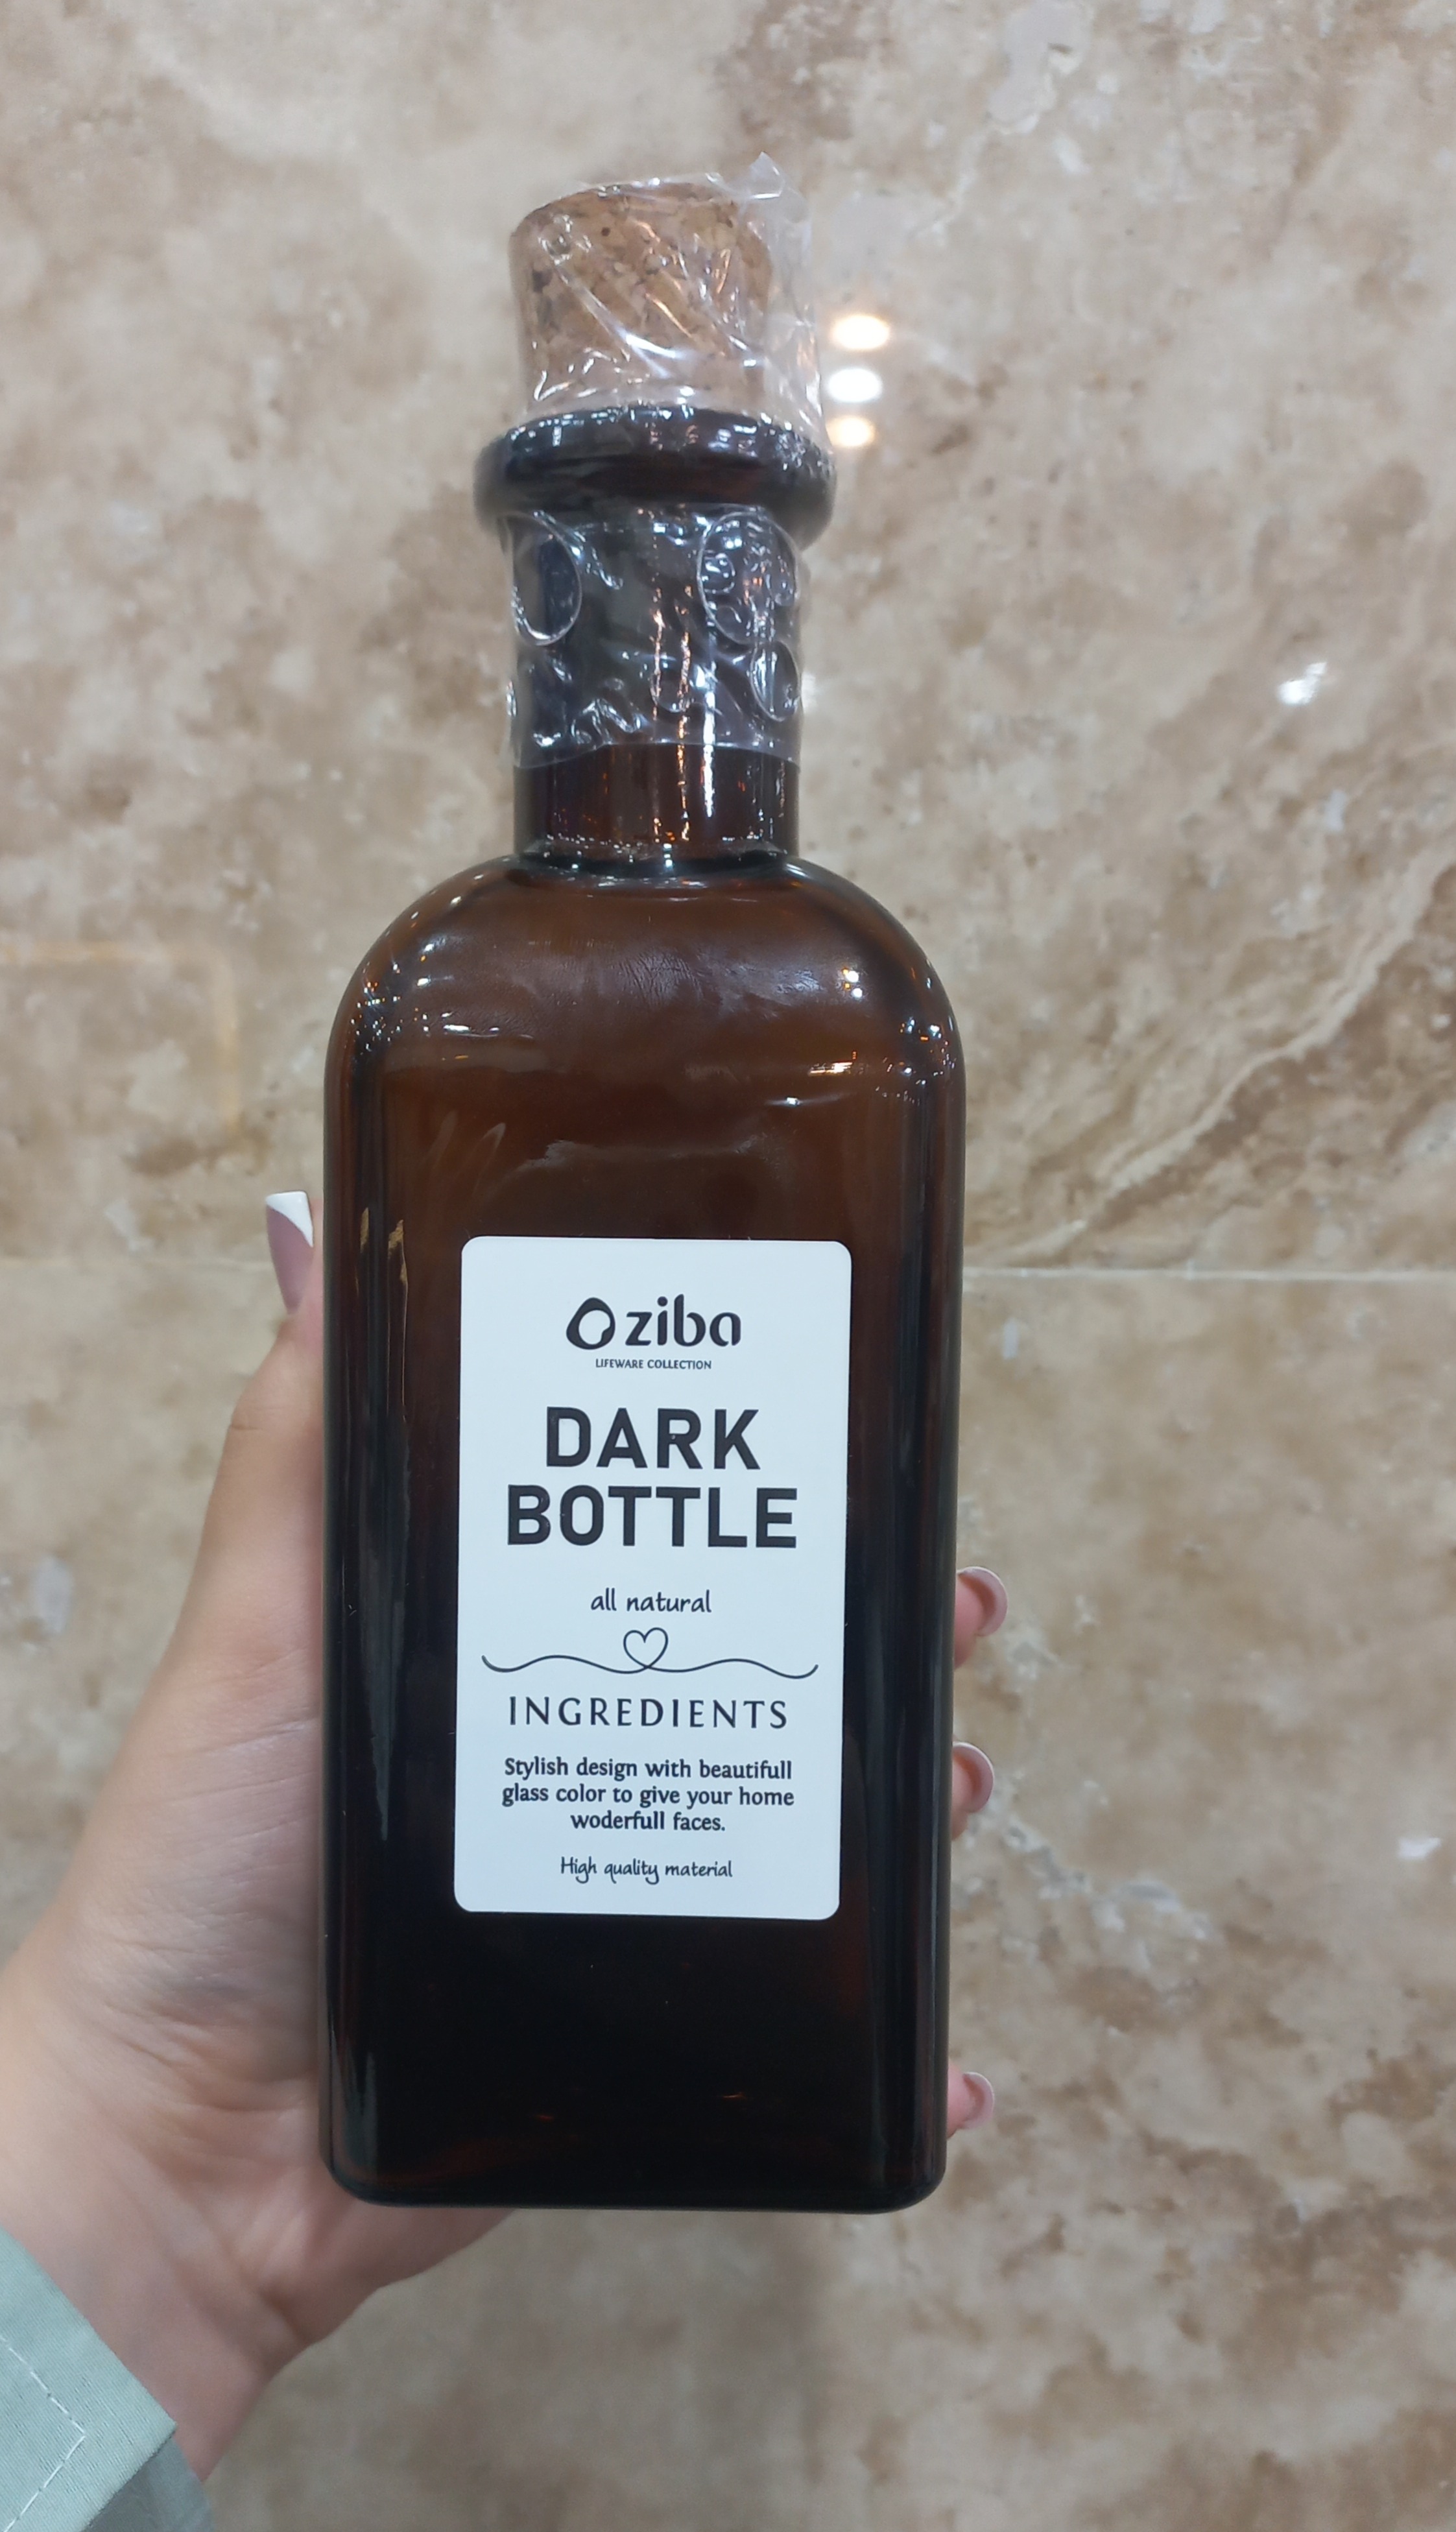 ziba
LIFEWARE COLLECTION
DARK
BOTTLE
all natural
INGREDIENTS
Stylish design with beautifull
glass color to give your home
woderfull faces.
High quality material